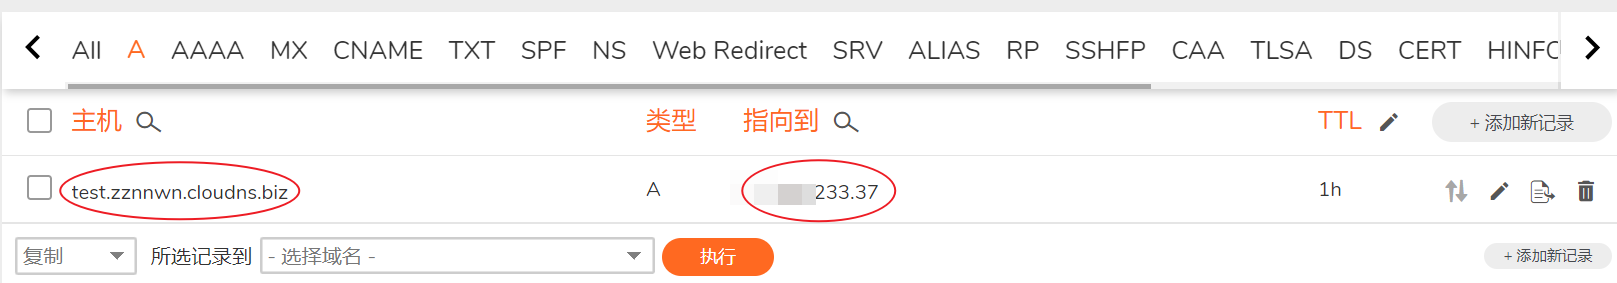 All A AAAA MX CNAME TXT SPF NS Web Redirect SRV ALIAS RP SSHFP CAA TLSA DS CERT HINFO
主机 类型 指向到 TTL + 添加新记录
test.zznnwn.cloudns.biz A 233.37 1h
复制 所选记录到 - 选择域名 - 执行 + 添加新记录